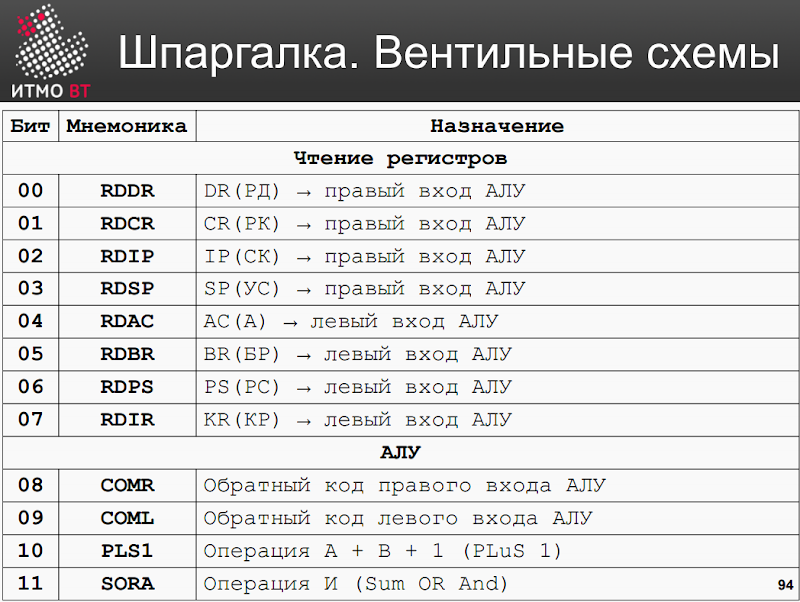 Шпаргалка. Вентильные схемы
ИТМО ВТ
Бит Мнемоника Назначение
Чтение регистров
00 RDDR DR(РД) → правый вход АЛУ
01 RDCR CR(РК) → правый вход АЛУ
02 RDIP IP(СК) → правый вход АЛУ
03 RDSP SP(УС) → правый вход АЛУ
04 RDAC AC(А) → левый вход АЛУ
05 RDBR BR(БР) → левый вход АЛУ
06 RDPS PS(РС) → левый вход АЛУ
07 RDIR KR(КР) → левый вход АЛУ
АЛУ
08 COMR Обратный код правого входа АЛУ
09 COML Обратный код левого входа АЛУ
10 PLS1 Операция A + B + 1 (PLuS 1)
11 SORA Операция И (Sum OR And)
94